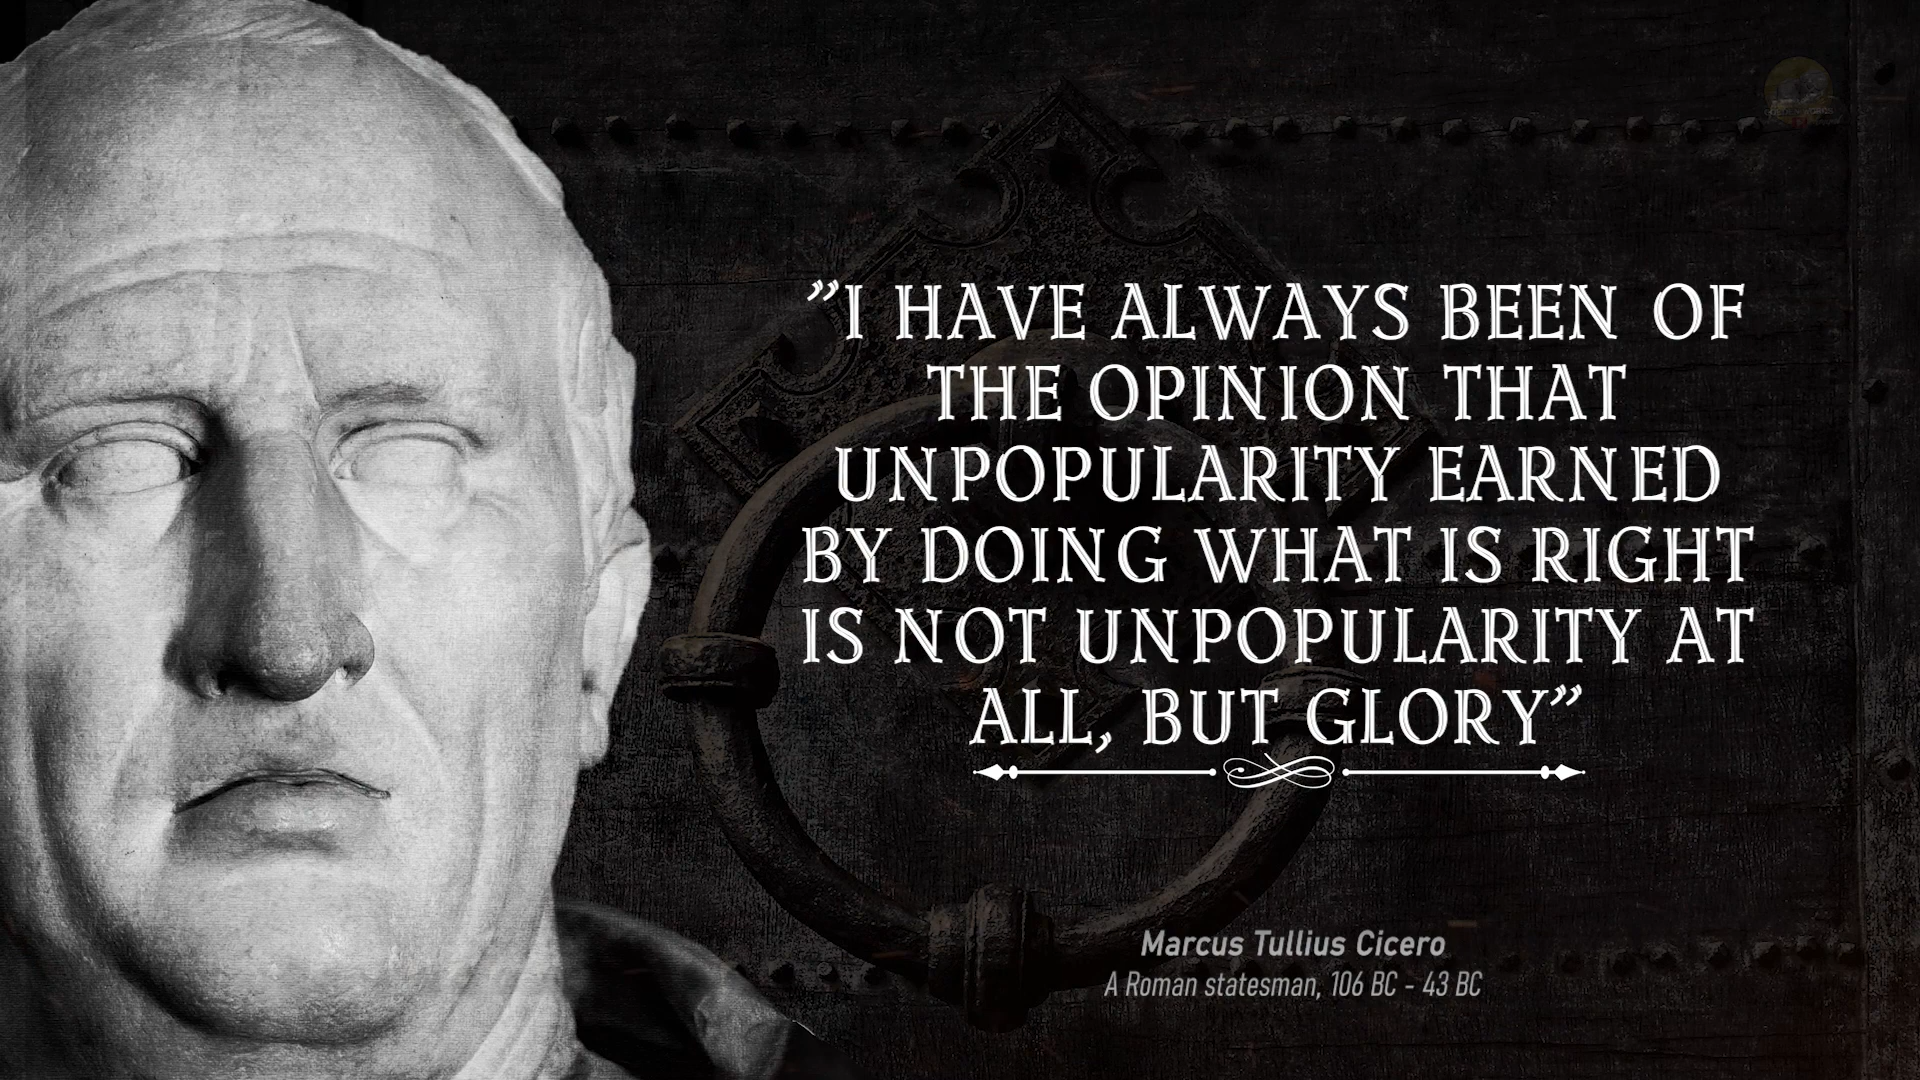 ”I HAVE ALWAYS BEEN OF
THE OPINION THAT
UNPOPULARITY EARNED
BY DOING WHAT IS RIGHT
IS NOT UNPOPULARITY AT
ALL, BUT GLORY”
Marcus Tullius Cicero
A Roman statesman, 106 BC - 43 BC